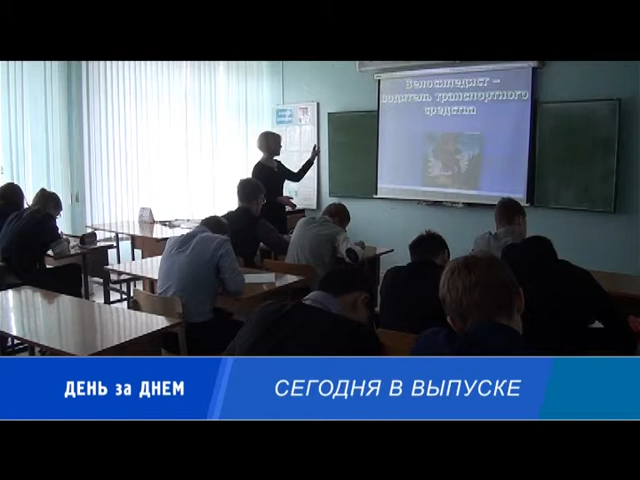 Велосипедист –
водитель транспортного
средства
ДЕНЬ за ДНЕМ
СЕГОДНЯ В ВЫПУСКЕ